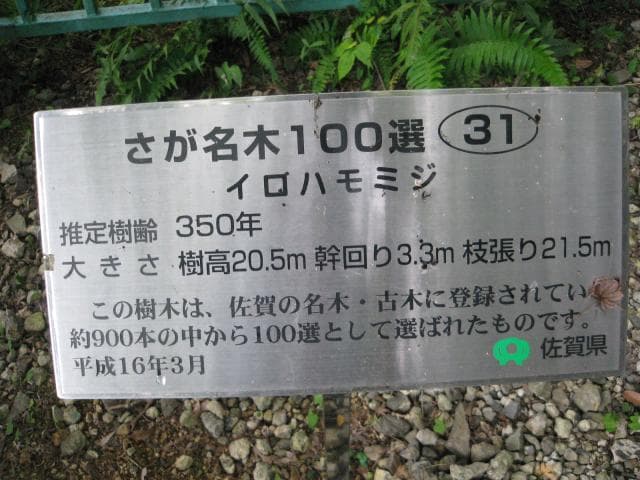 さが名木100選 31
イロハモミジ
推定樹齢 350年
大きさ 樹高20.5m 幹回り3.3m 枝張り21.5m
この樹木は、佐賀の名木・古木に登録されてい
約900本の中から100選として選ばれたものです。
平成16年3月
佐賀県